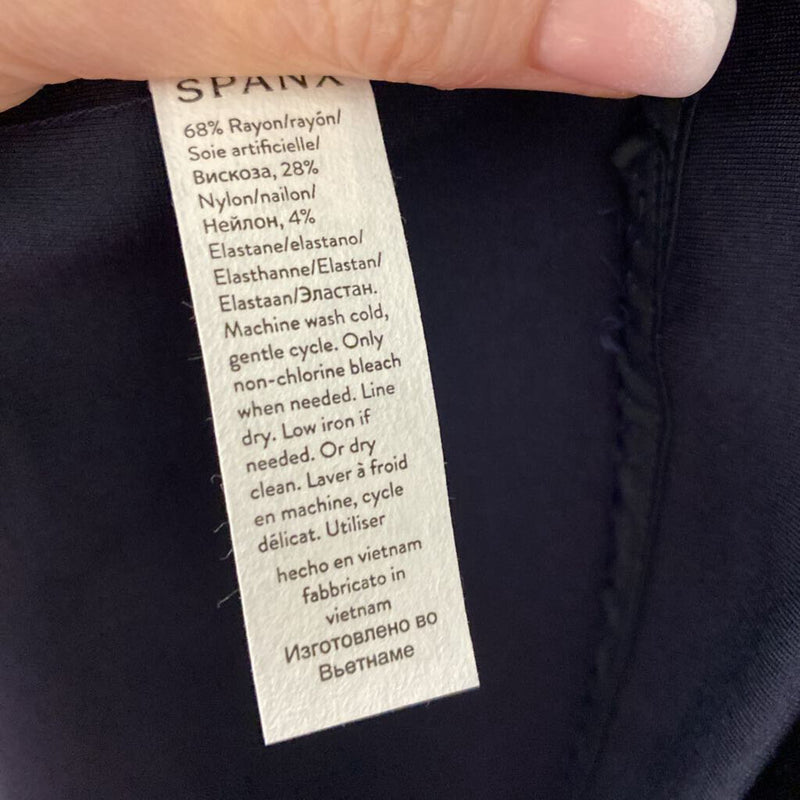 SPANX
68% Rayon/rayón/
Soie artificielle/
Вискоза, 28%
Nylon/nailon/
Нейлон, 4%
Elastane/elastano/
Elasthanne/Elastan/
Elastaan/Эластан.
Machine wash cold,
gentle cycle. Only
non-chlorine bleach
when needed. Line
dry. Low iron if
needed. Or dry
clean. Laver à froid
en machine, cycle
délicat. Utiliser
hecho en vietnam
fabbricato in
vietnam
Изготовлено во
Вьетнаме